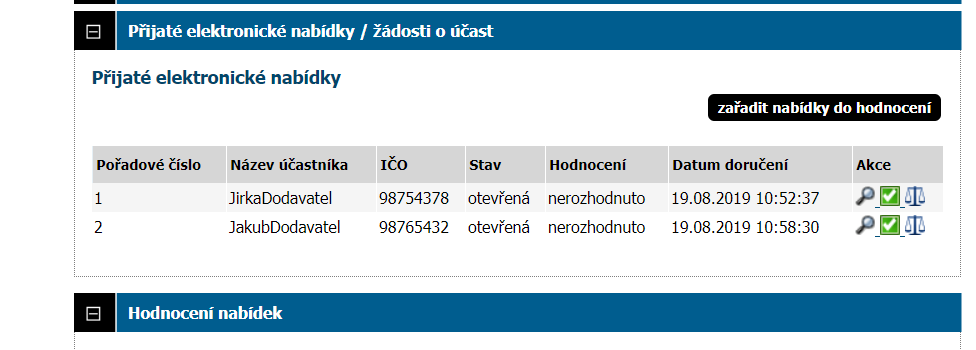 Přijaté elektronické nabídky / žádosti o účast
Přijaté elektronické nabídky
zařadit nabídky do hodnocení
Pořadové číslo Název účastníka IČO Stav Hodnocení Datum doručení Akce
1 JirkaDodavatel 98754378 otevřená nerozhodnuto 19.08.2019 10:52:37
2 JakubDodavatel 98765432 otevřená nerozhodnuto 19.08.2019 10:58:30
Hodnocení nabídek